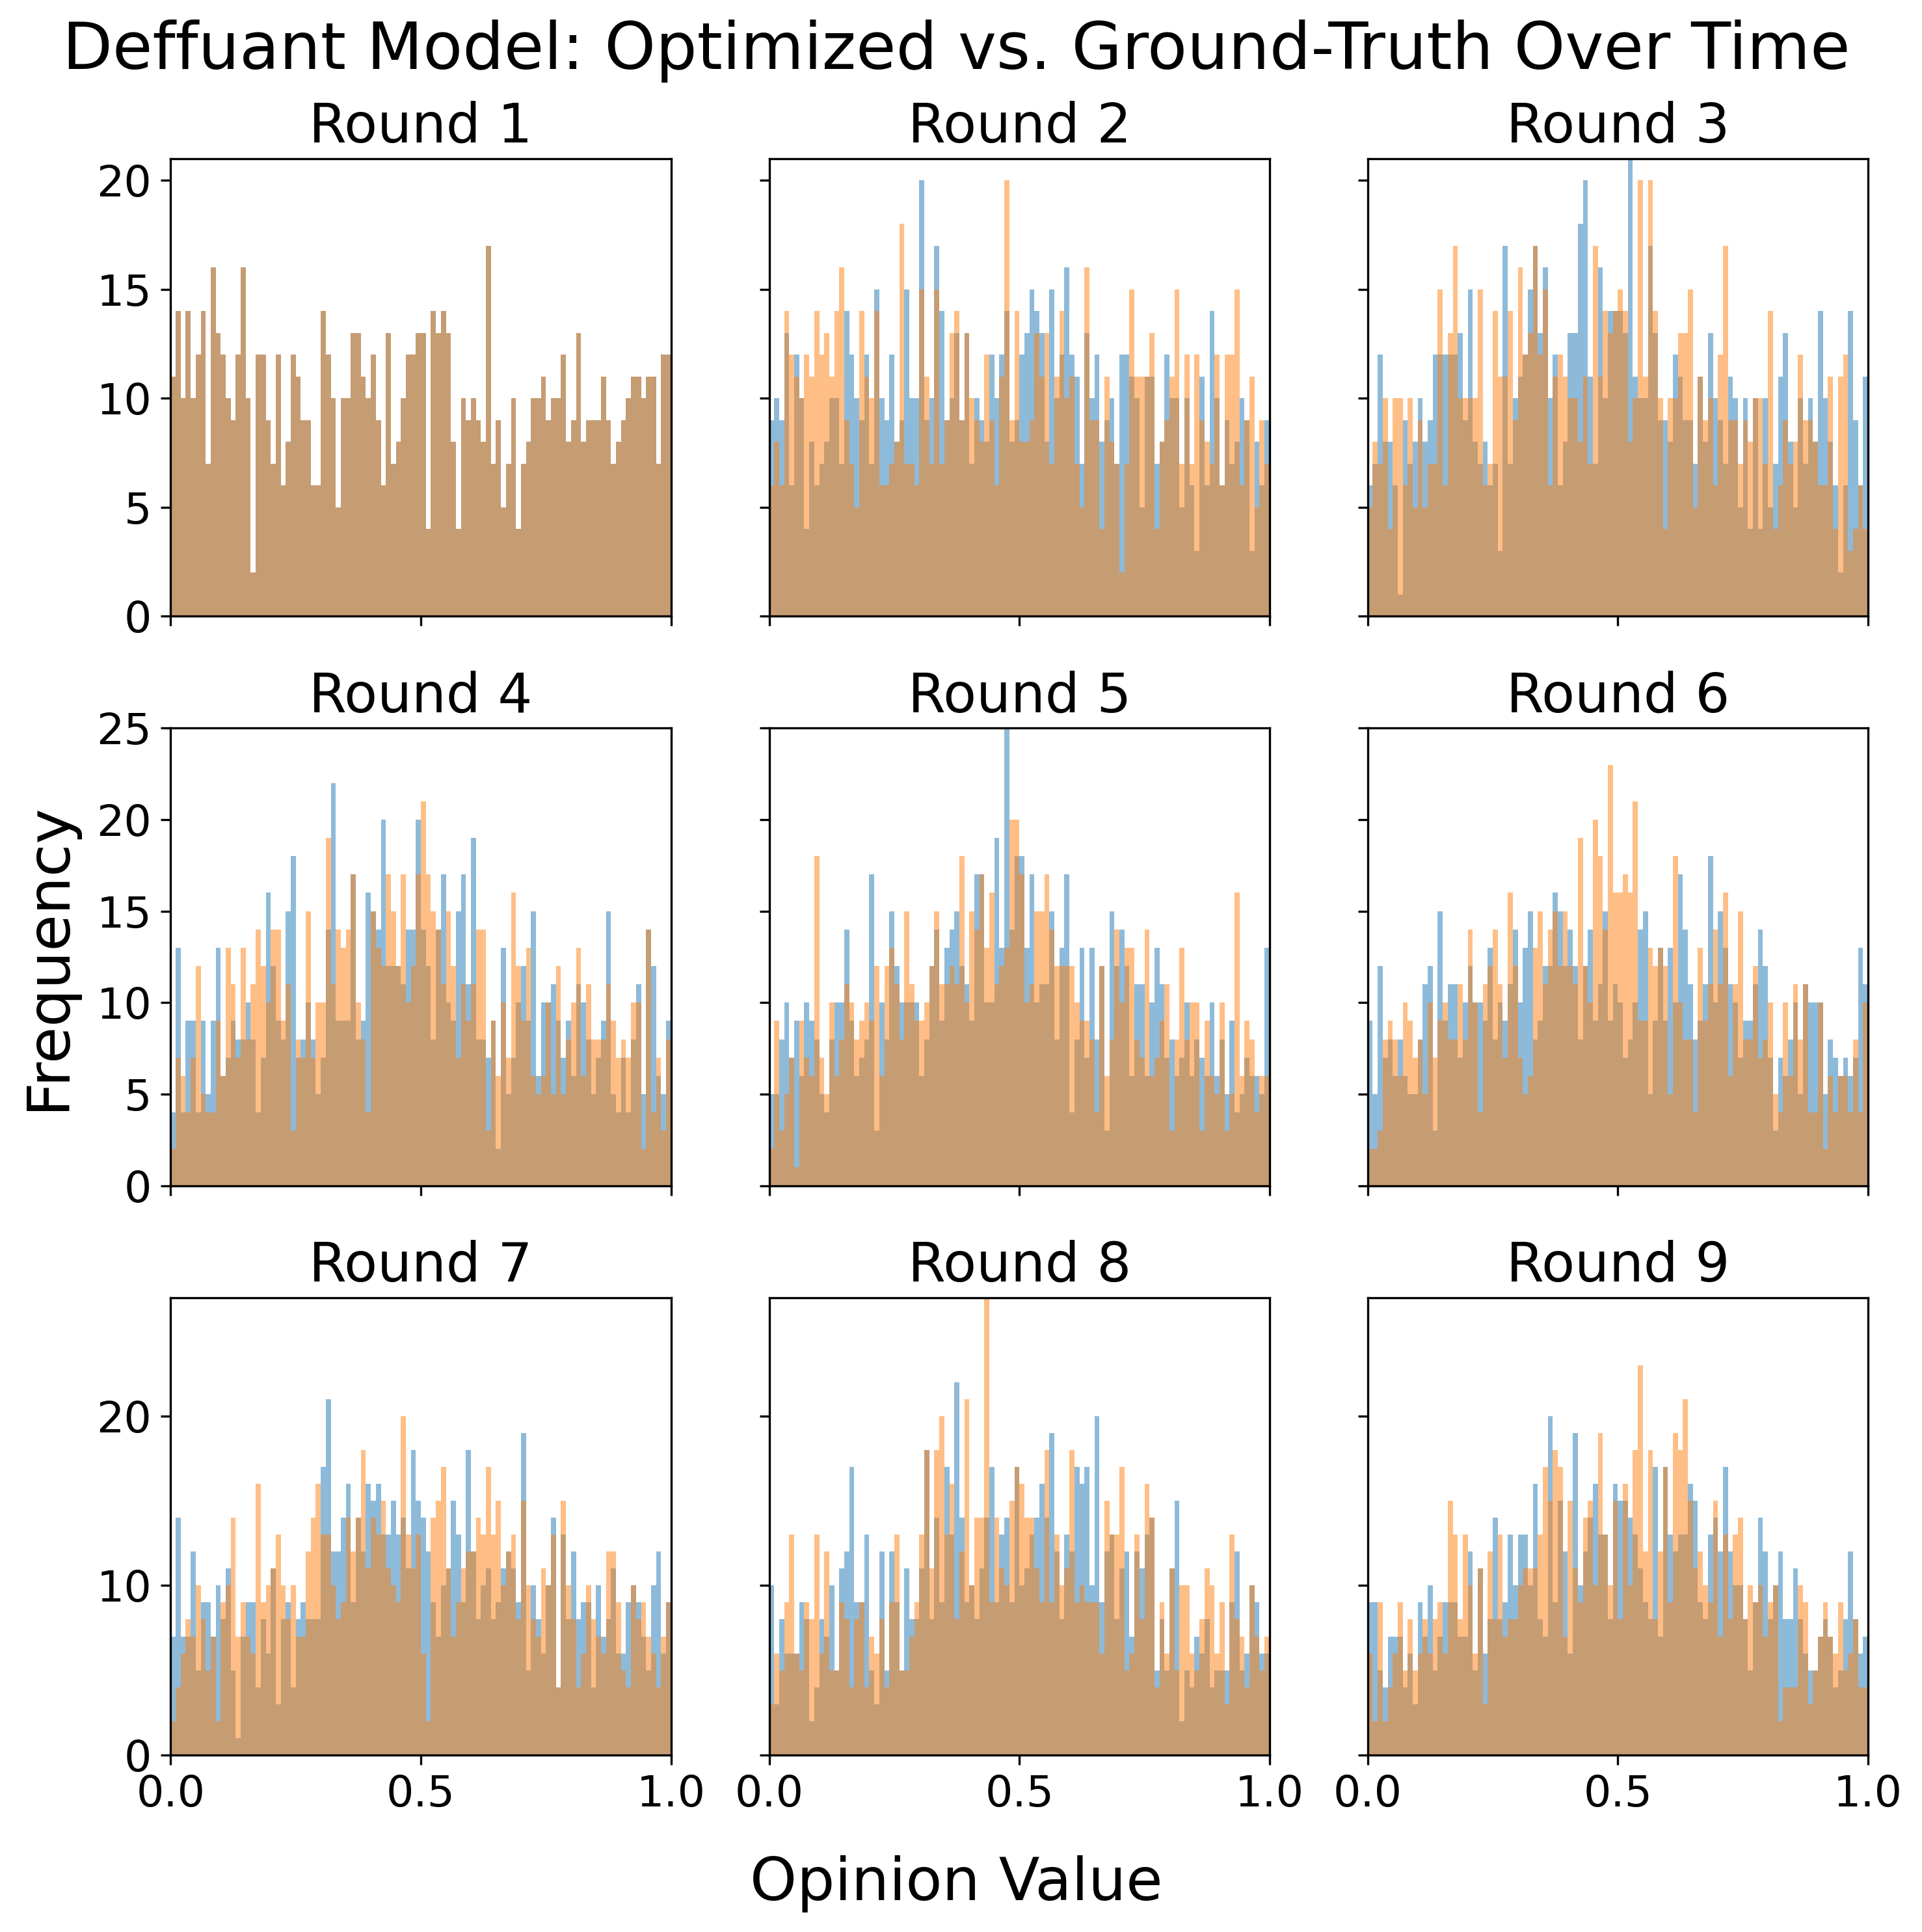 Deffuant Model: Optimized vs. Ground-Truth Over Time
Round 1
Round 2
Round 3
20
15
10
5
0
Round 4
Round 5
Round 6
25
20
15
10
5
0
Frequency
Round 7
Round 8
Round 9
20
10
0
0.0 0.5 1.0 0.0 0.5 1.0 0.0 0.5 1.0
Opinion Value